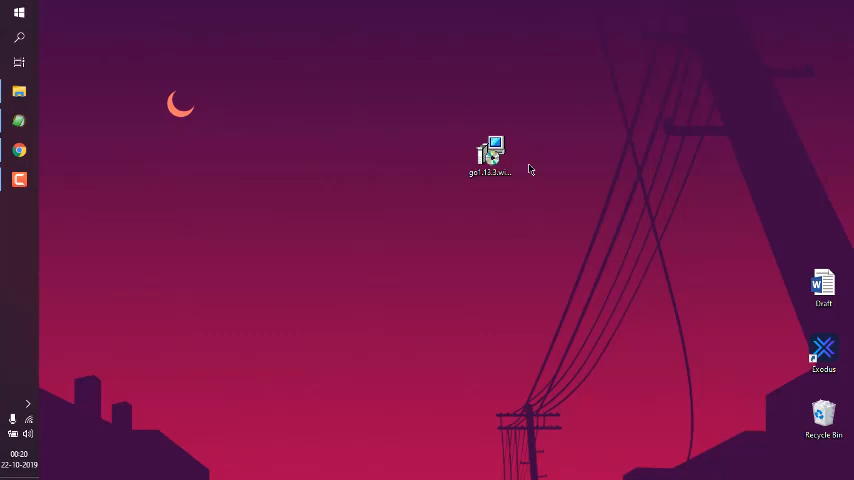 go1.13.3.wi...
Draft
Exodus
Recycle Bin
00:20
22-10-2019